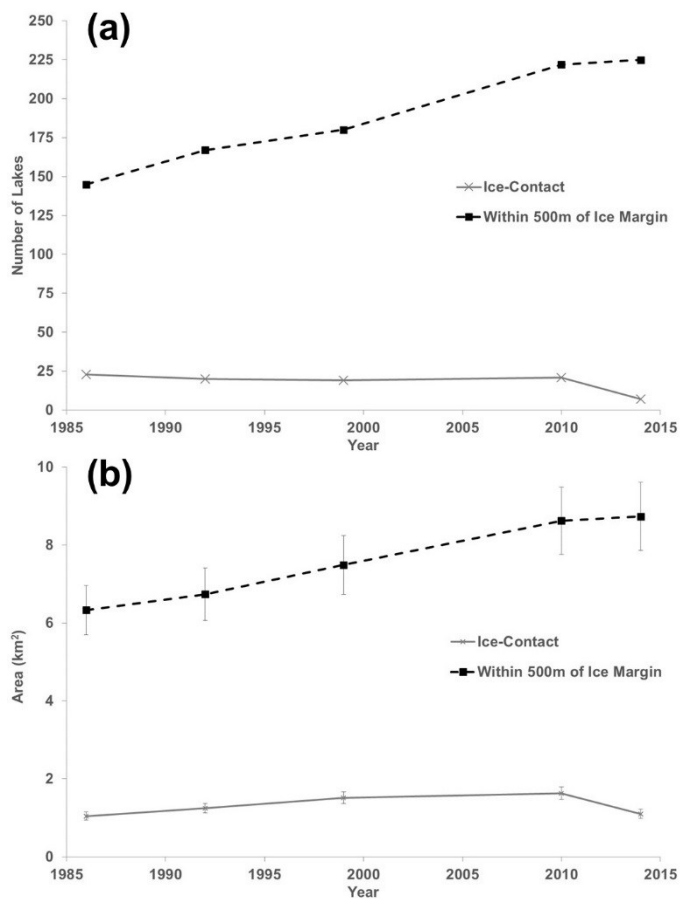 (a)
250
225
200
175
150
125
100
75
50
25
0
Number of Lakes
Ice-Contact
Within 500m of Ice Margin
1985 1990 1995 2000 2005 2010 2015
Year
(b)
10
8
6
4
2
0
Area (km²)
Ice-Contact
Within 500m of Ice Margin
1985 1990 1995 2000 2005 2010 2015
Year